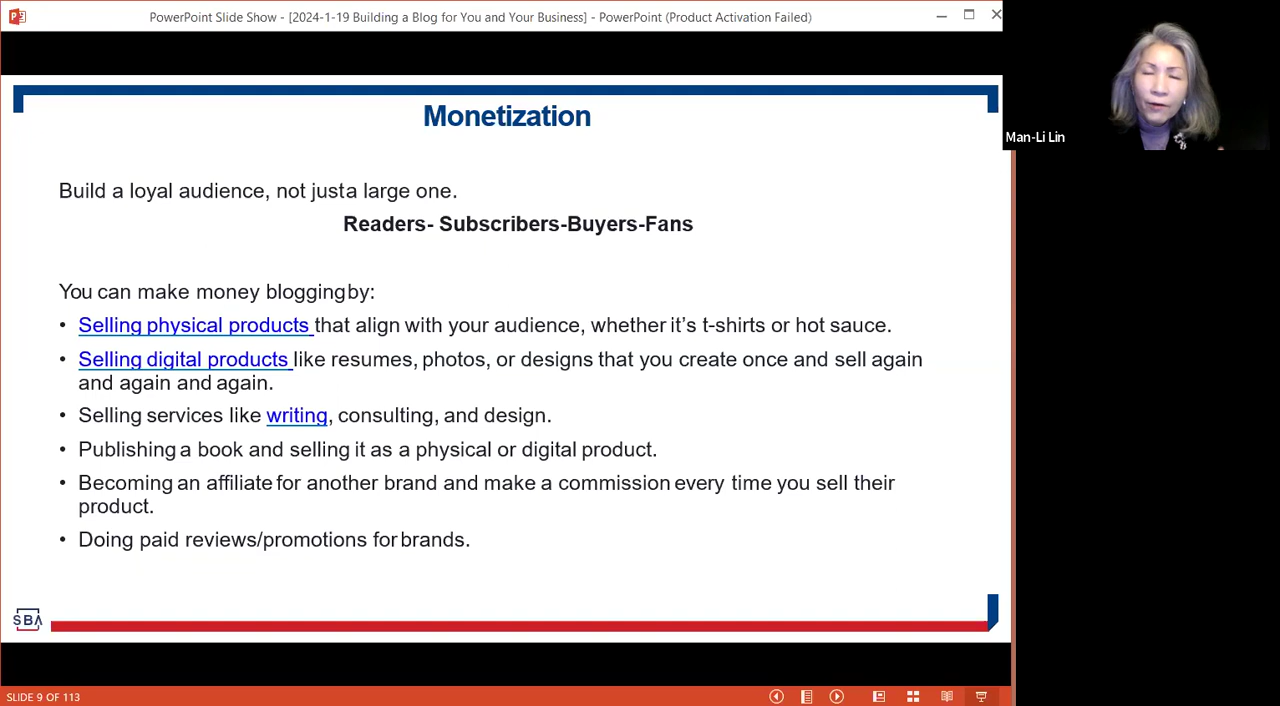 PowerPoint Slide Show - [2024-1-19 Building a Blog for You and Your Business] - PowerPoint (Product Activation Failed)
Man-Li Lin
Monetization
Build a loyal audience, not just a large one.
Readers- Subscribers-Buyers-Fans
You can make money blogging by:
• Selling physical products that align with your audience, whether it’s t-shirts or hot sauce.
• Selling digital products like resumes, photos, or designs that you create once and sell again
and again and again.
• Selling services like writing, consulting, and design.
• Publishing a book and selling it as a physical or digital product.
• Becoming an affiliate for another brand and make a commission every time you sell their
product.
• Doing paid reviews/promotions for brands.
SBA
SLIDE 9 OF 113